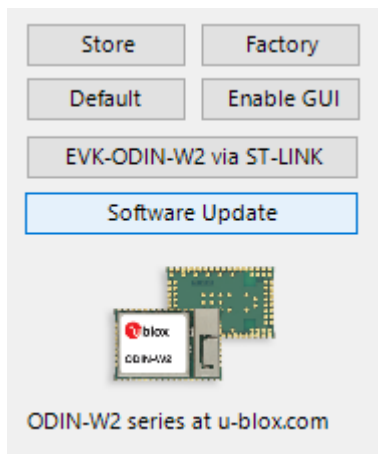 Store Factory
Default Enable GUI
EVK-ODIN-W2 via ST-LINK
Software Update
ublox
ODIN-W2
ODIN-W2 series at u-blox.com